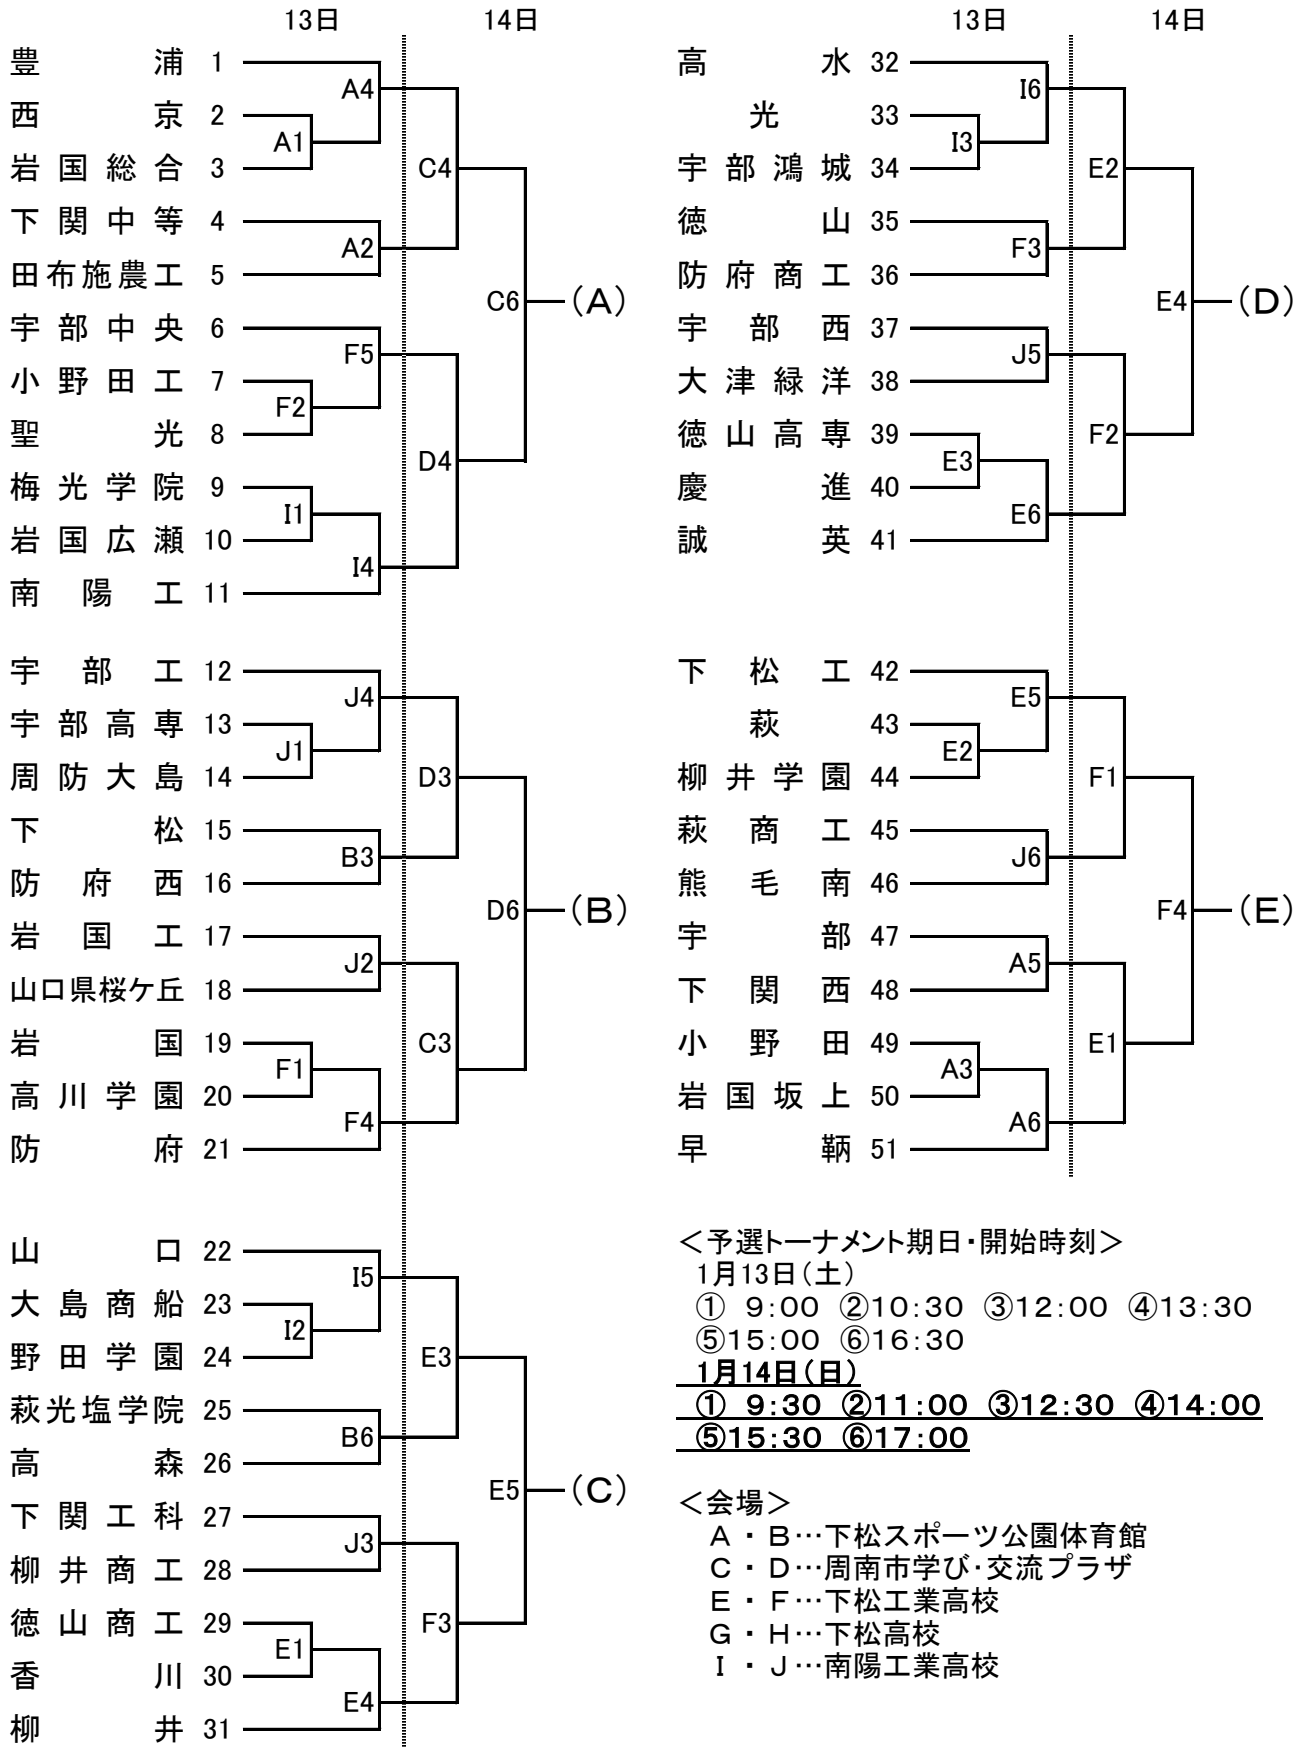 13日 14日
豊浦 1
A4
西京 2
A1
岩国総合 3
C4
下関中等 4
A2
田布施農工 5
C6 (A)
宇部中央 6
F5
小野田工 7
F2
聖光 8
D4
梅光学院 9
I1
岩国広瀬 10
I4
南陽工 11
宇部工 12
J4
宇部高専 13
J1
周防大島 14
D3
下松 15
B3
防府西 16
D6 (B)
岩国工 17
J2
山口県桜ケ丘 18
岩国 19
C3
F1
高川学園 20
F4
防府 21
山口 22
I5
大島商船 23
I2
野田学園 24
E3
萩光塩学院 25
B6
高森 26
E5 (C)
下関工科 27
J3
柳井商工 28
徳山商工 29
F3
E1
香川 30
E4
柳井 31
13日 14日
高水 32
I6
光 33
I3
宇部鴻城 34
E2
徳山 35
F3
防府商工 36
E4 (D)
宇部西 37
J5
大津緑洋 38
徳山高専 39
F2
E3
慶進 40
E6
誠英 41
下松工 42
E5
萩 43
E2
柳井学園 44
F1
萩商工 45
J6
熊毛南 46
F4 (E)
宇部 47
A5
下関西 48
小野田 49
E1
A3
岩国坂上 50
A6
早鞆 51
＜予選トーナメント期日・開始時刻＞
1月13日（土）
① 9:00 ②10:30 ③12:00 ④13:30
⑤15:00 ⑥16:30
1月14日（日）
① 9:30 ②11:00 ③12:30 ④14:00
⑤15:30 ⑥17:00
＜会場＞
A・B…下松スポーツ公園体育館
C・D…周南市学び・交流プラザ
E・F…下松工業高校
G・H…下松高校
I・J…南陽工業高校